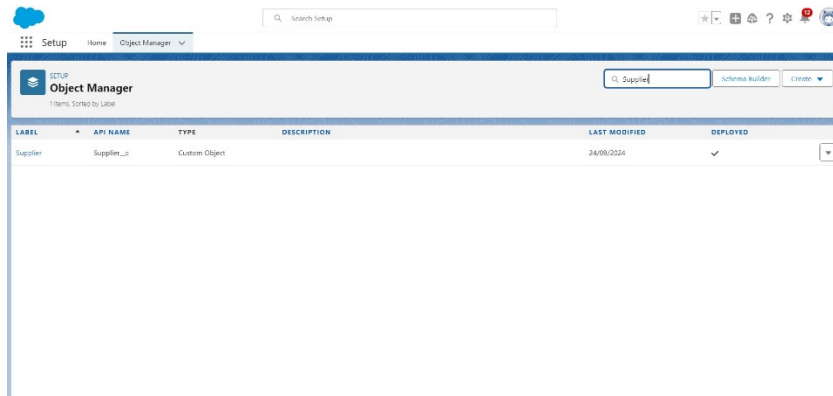 Search Setup
12
Setup Home Object Manager
SETUP
Object Manager
1 Items, Sorted by Label
Supplier
Schema Builder
Create
LABEL API NAME TYPE DESCRIPTION LAST MODIFIED DEPLOYED
Supplier Supplier__c Custom Object 24/09/2024